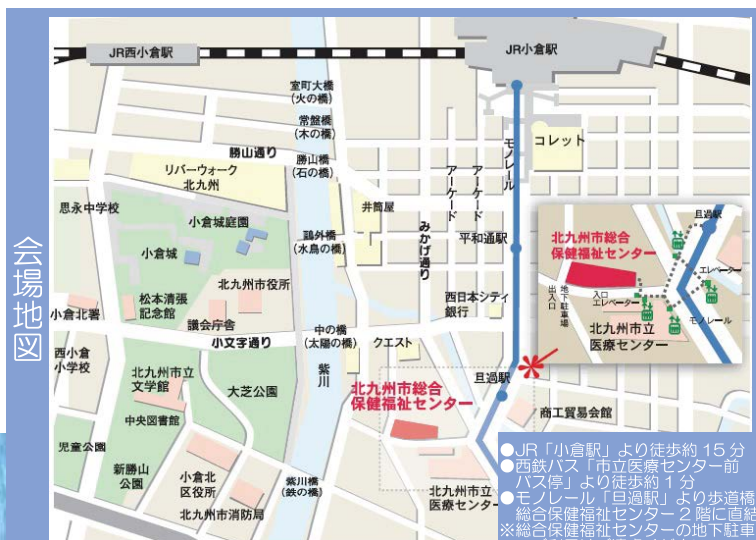 会場地図
JR西小倉駅
JR小倉駅
室町大橋
(火の橋)
常盤橋
(木の橋)
勝山通り
勝山橋
(石の橋)
リバーウォーク
北九州
アーケード
アーケード
モノレール
コレット
思永中学校
小倉城庭園
井筒屋
小倉城
鷗外橋
(水鳥の橋)
みかげ通り
平和通駅
松本清張
記念館
北九州市役所
小倉北署
議会庁舎
西日本シティ
銀行
小文字通り
中の橋
(太陽の橋)
クエスト
西小倉
小学校
北九州市立
文学館
大芝公園
紫川
旦過駅
北九州市総合
保健福祉センター
商工貿易会館
中央図書館
児童公園
新勝山
公園
小倉北
区役所
紫川橋
(鉄の橋)
北九州市消防局
北九州市立
医療センター
旦過駅
北九州市総合
保健福祉センター
エレベーター
出入口
地下駐車場
入口
エレベーター
モノレール
北九州市立
医療センター
●JR「小倉駅」より徒歩約15分
●西鉄バス「市立医療センター前
バス停」より徒歩約1分
●モノレール「旦過駅」より歩道橋
総合保健福祉センター2階に直結
※総合保健福祉センターの地下駐車